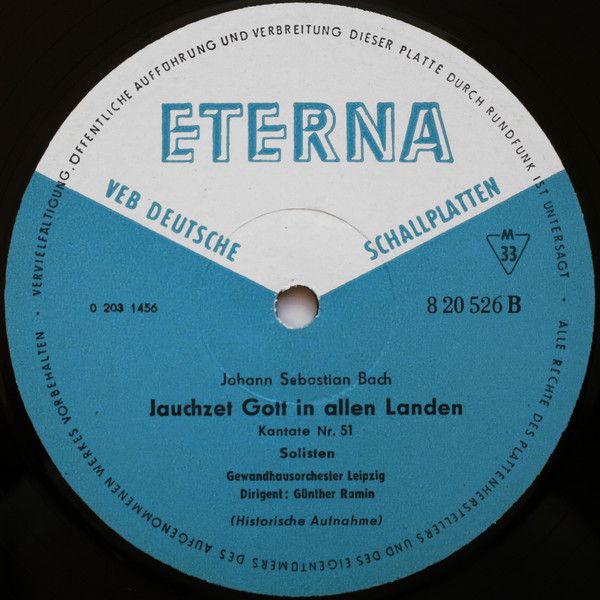 VERVIELFÄLTIGUNG, ÖFFENTLICHE AUFFÜHRUNG UND VERBREITUNG DIESER PLATTE DURCH RUNDFUNK IST UNTERSAGT •
ETERNA
VEB DEUTSCHE SCHALLPLATTEN
M
33
0 203 1456
8 20 526 B
Johann Sebastian Bach
Jauchzet Gott in allen Landen
Kantate Nr. 51
Solisten
Gewandhausorchester Leipzig
Dirigent: Günther Ramin
(Historische Aufnahme)
ALLE RECHTE DES PLATTENHERSTELLERS UND DES EIGENTÜMERS DES AUFGENOMMENEN WERKES VORBEHALTEN •